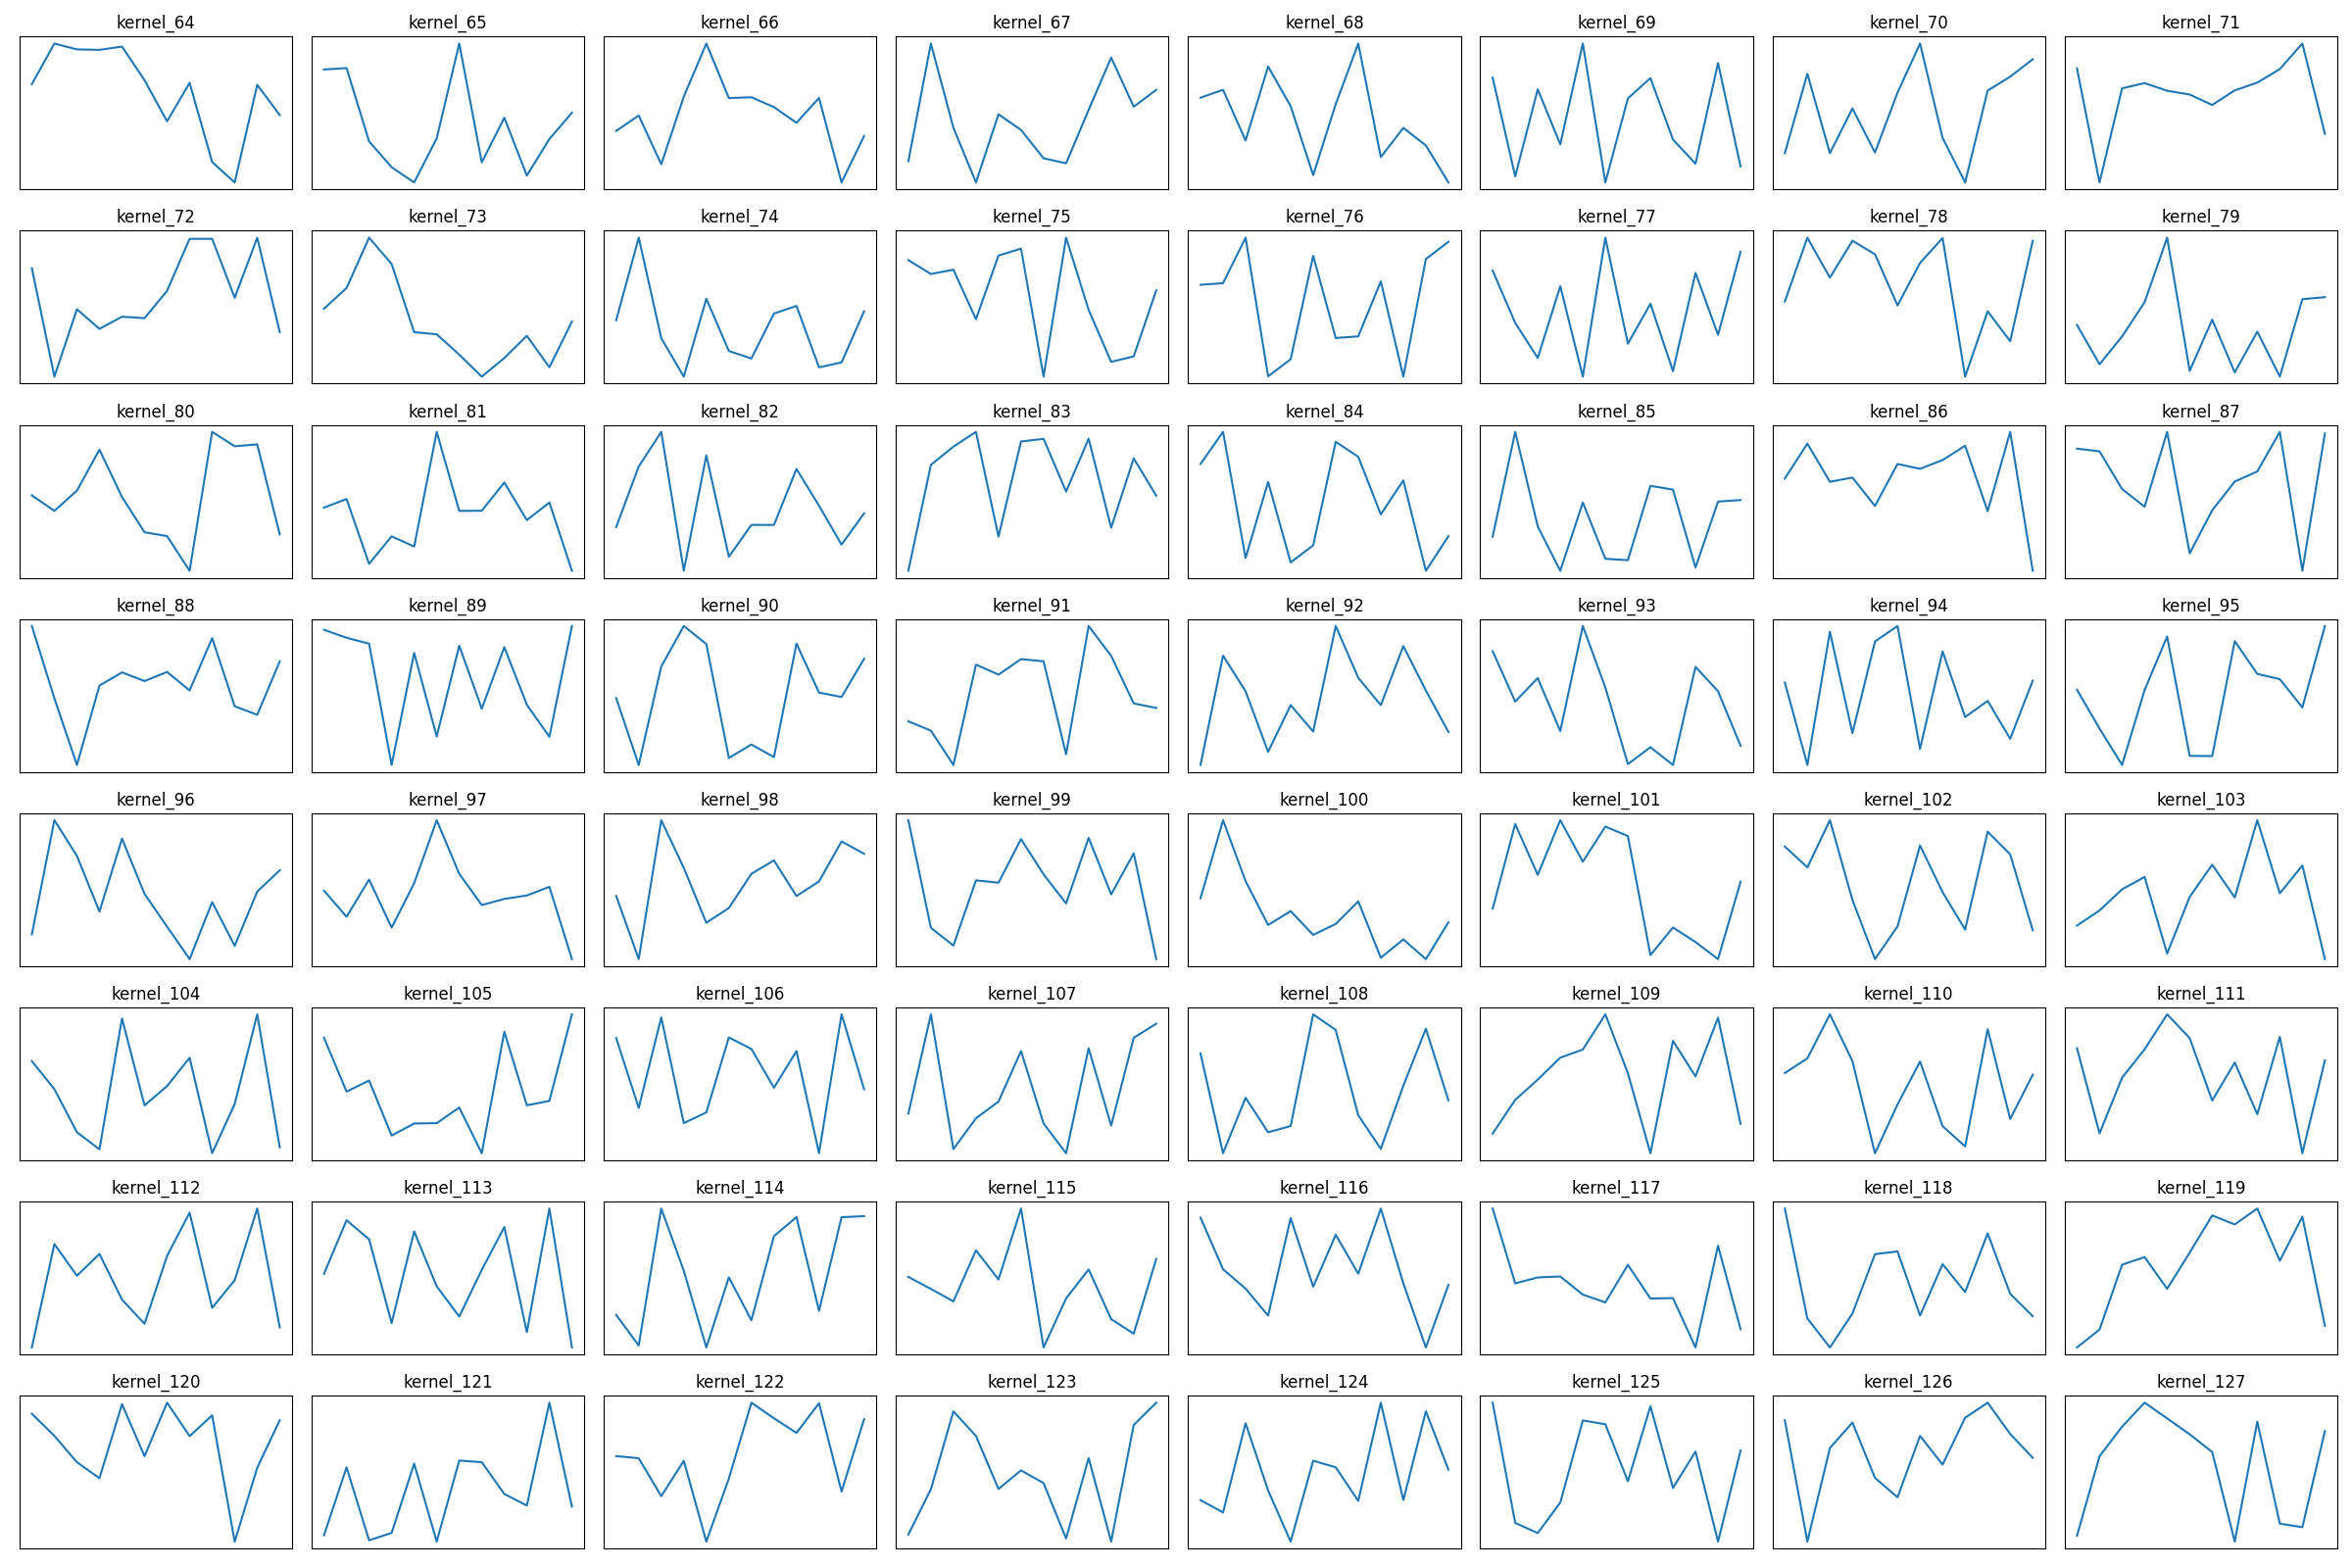 kernel_64 kernel_65 kernel_66 kernel_67 kernel_68 kernel_69 kernel_70 kernel_71
kernel_72 kernel_73 kernel_74 kernel_75 kernel_76 kernel_77 kernel_78 kernel_79
kernel_80 kernel_81 kernel_82 kernel_83 kernel_84 kernel_85 kernel_86 kernel_87
kernel_88 kernel_89 kernel_90 kernel_91 kernel_92 kernel_93 kernel_94 kernel_95
kernel_96 kernel_97 kernel_98 kernel_99 kernel_100 kernel_101 kernel_102 kernel_103
kernel_104 kernel_105 kernel_106 kernel_107 kernel_108 kernel_109 kernel_110 kernel_111
kernel_112 kernel_113 kernel_114 kernel_115 kernel_116 kernel_117 kernel_118 kernel_119
kernel_120 kernel_121 kernel_122 kernel_123 kernel_124 kernel_125 kernel_126 kernel_127